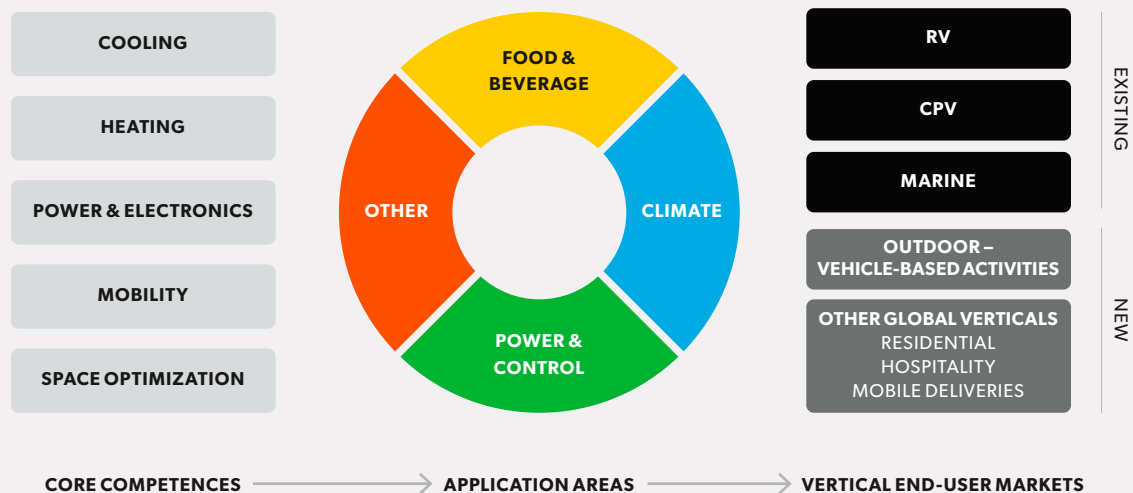 COOLING
HEATING
POWER & ELECTRONICS
MOBILITY
SPACE OPTIMIZATION
FOOD &
BEVERAGE
OTHER
CLIMATE
POWER &
CONTROL
RV
CPV
MARINE
OUTDOOR –
VEHICLE-BASED ACTIVITIES
OTHER GLOBAL VERTICALS
RESIDENTIAL
HOSPITALITY
MOBILE DELIVERIES
EXISTING
NEW
CORE COMPETENCES
APPLICATION AREAS
VERTICAL END-USER MARKETS